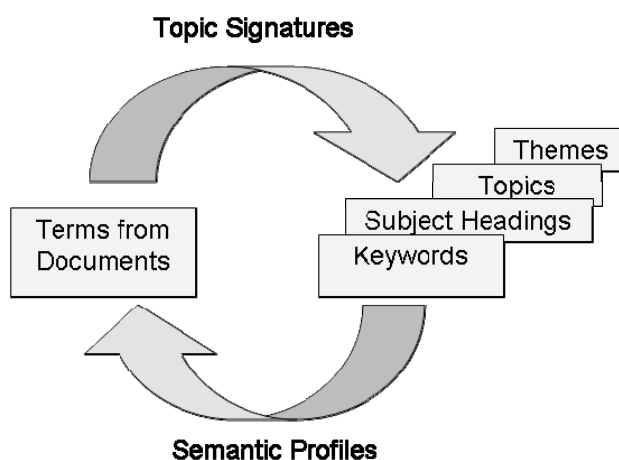 Topic Signatures
Themes
Topics
Subject Headings
Keywords
Terms from
Documents
Semantic Profiles